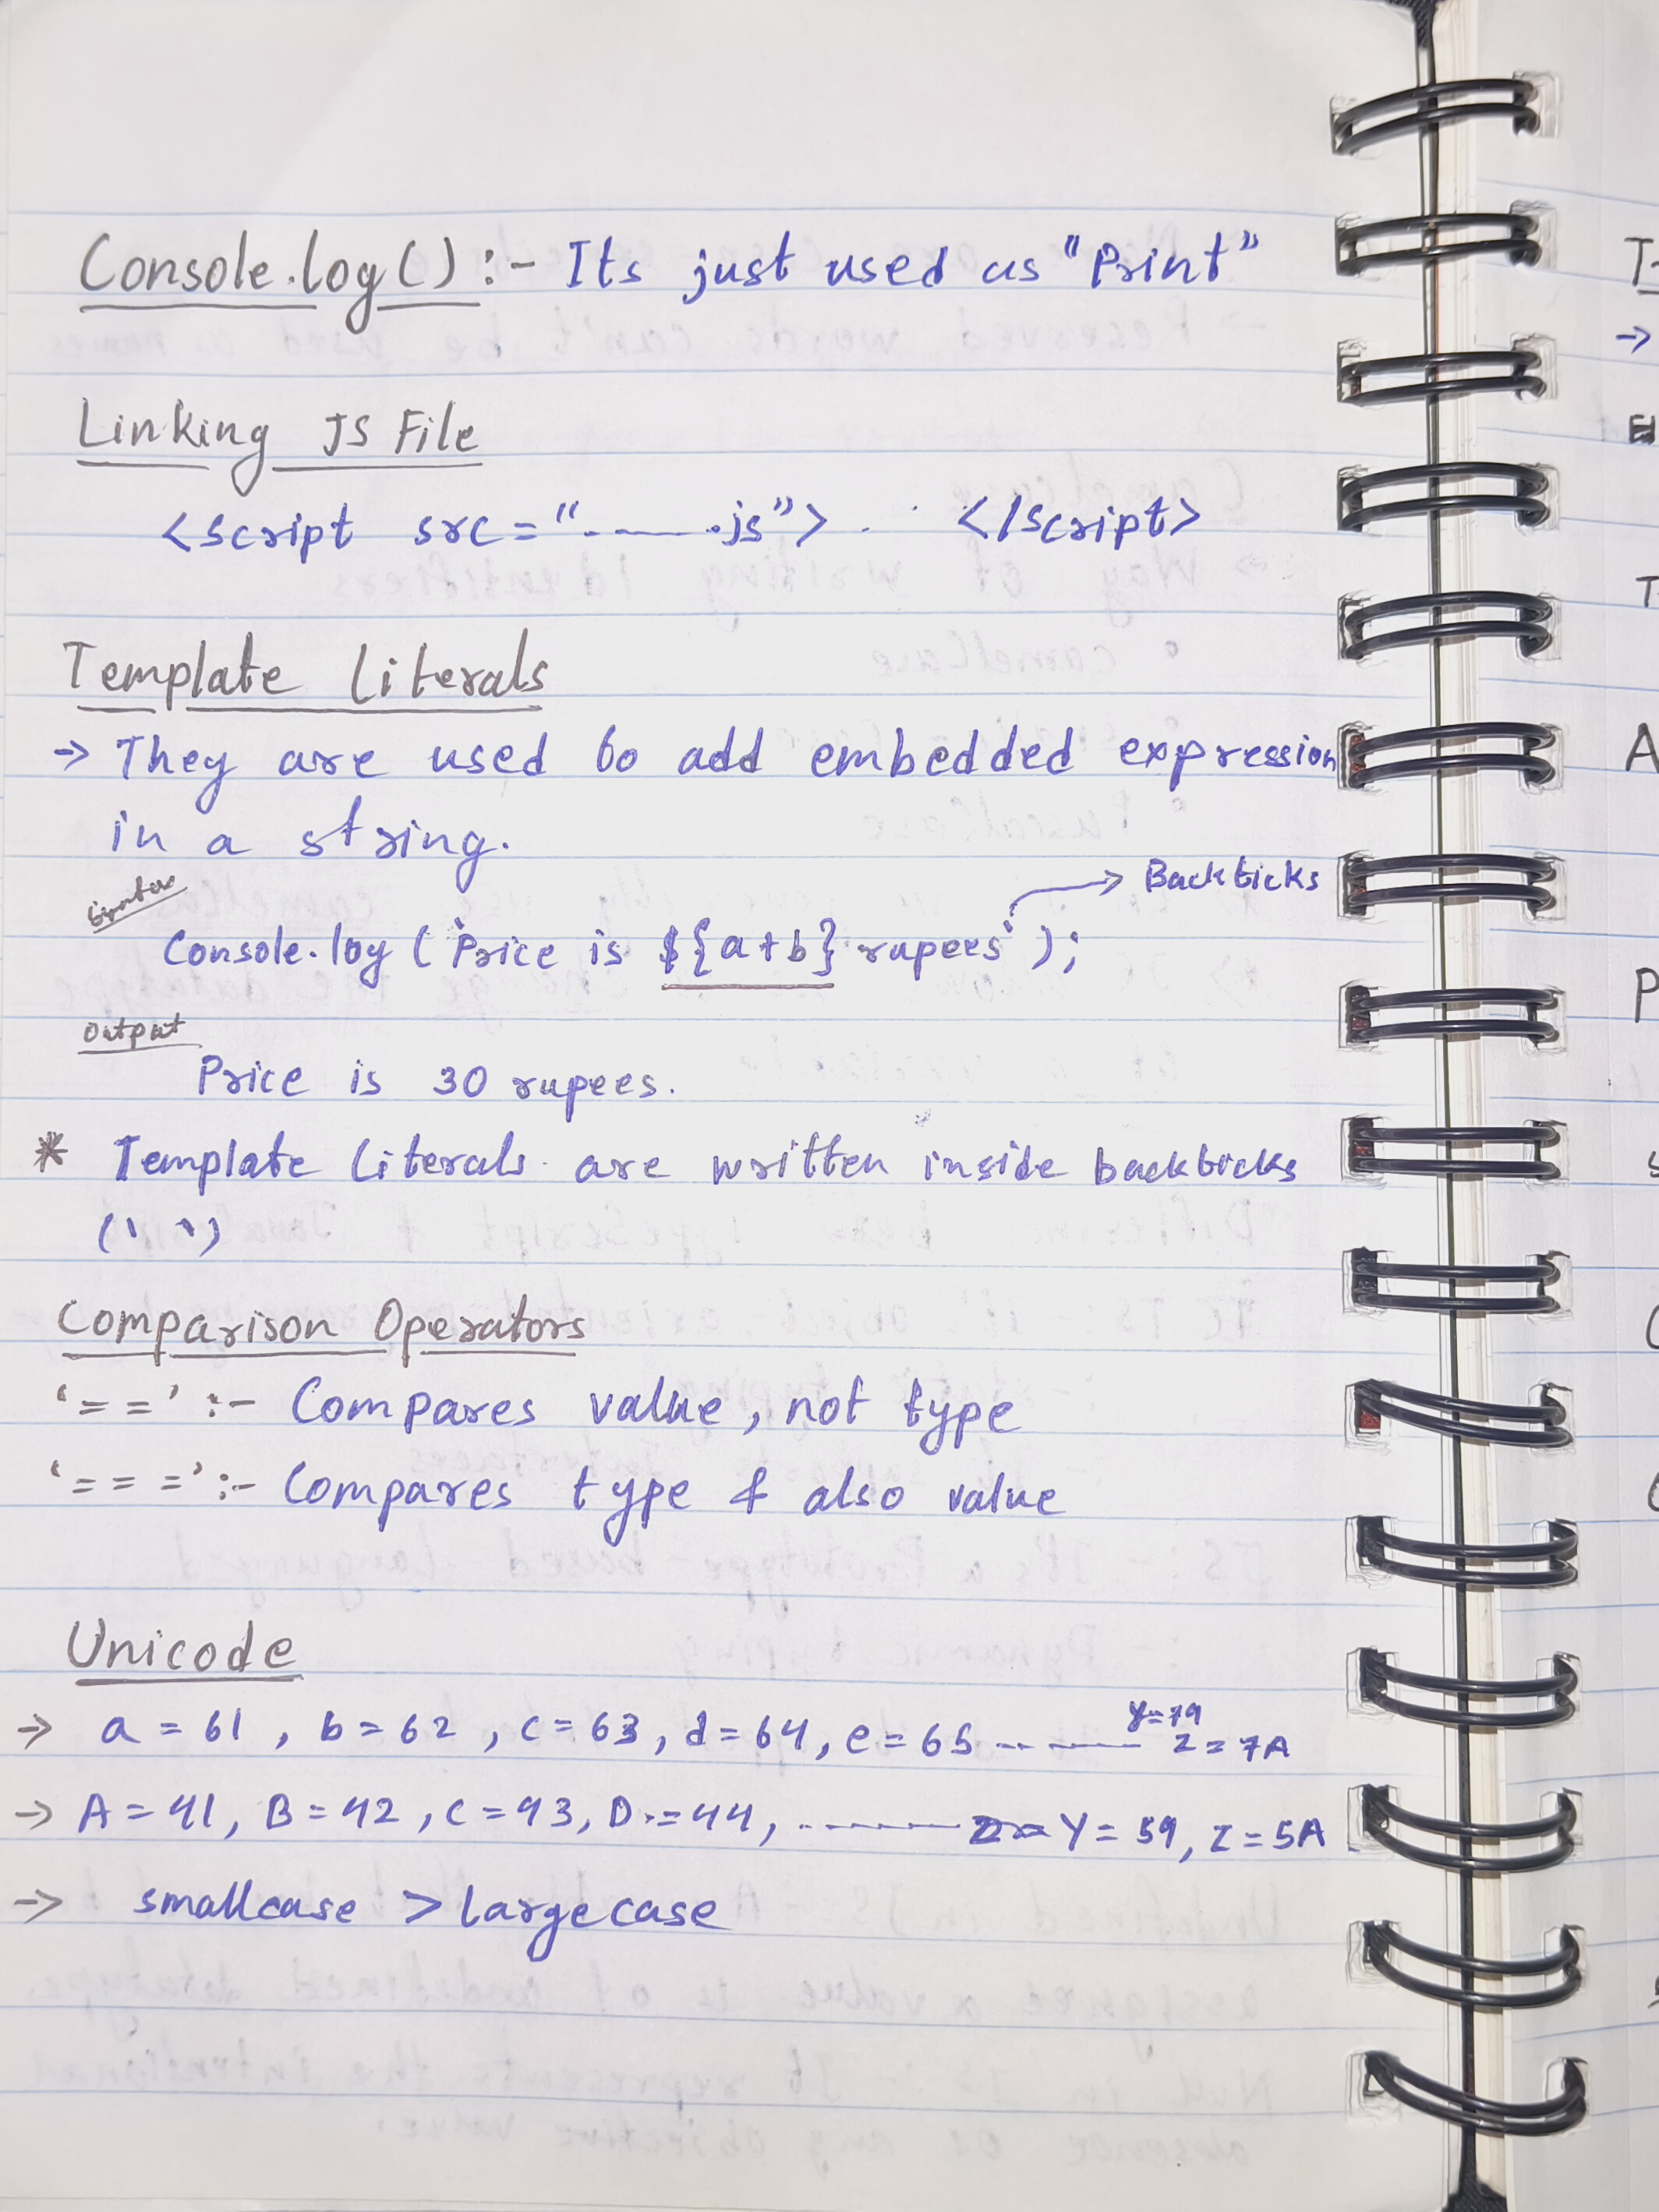 Console.log() :- Its just used as "Print"
Linking JS File
<script src = "-------.js"> </script>
Template Literals
→ They are used to add embedded expression
in a string.
Syntax
→ Backticks
Console.log (`Price is ${a+b} rupees`);
Output
Price is 30 rupees.
* Template Literals are written inside backticks
(` `)
Comparison Operators
'==' :- Compares value, not type
'===' :- Compares type & also value
Unicode
→ a = 61, b = 62, c = 63, d = 64, e = 65 ------- y = 79 z = 7A
→ A = 41, B = 42, C = 43, D = 44, ------- Y = 59, Z = 5A
→ smallcase > largecase